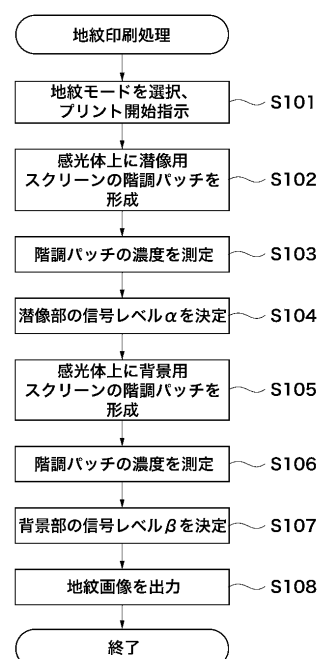 地紋印刷処理
地紋モードを選択、
プリント開始指示
S101
感光体上に潜像用
スクリーンの階調パッチを
形成
S102
階調パッチの濃度を測定
S103
潜像部の信号レベルαを決定
S104
感光体上に背景用
スクリーンの階調パッチを
形成
S105
階調パッチの濃度を測定
S106
背景部の信号レベルβを決定
S107
地紋画像を出力
S108
終了